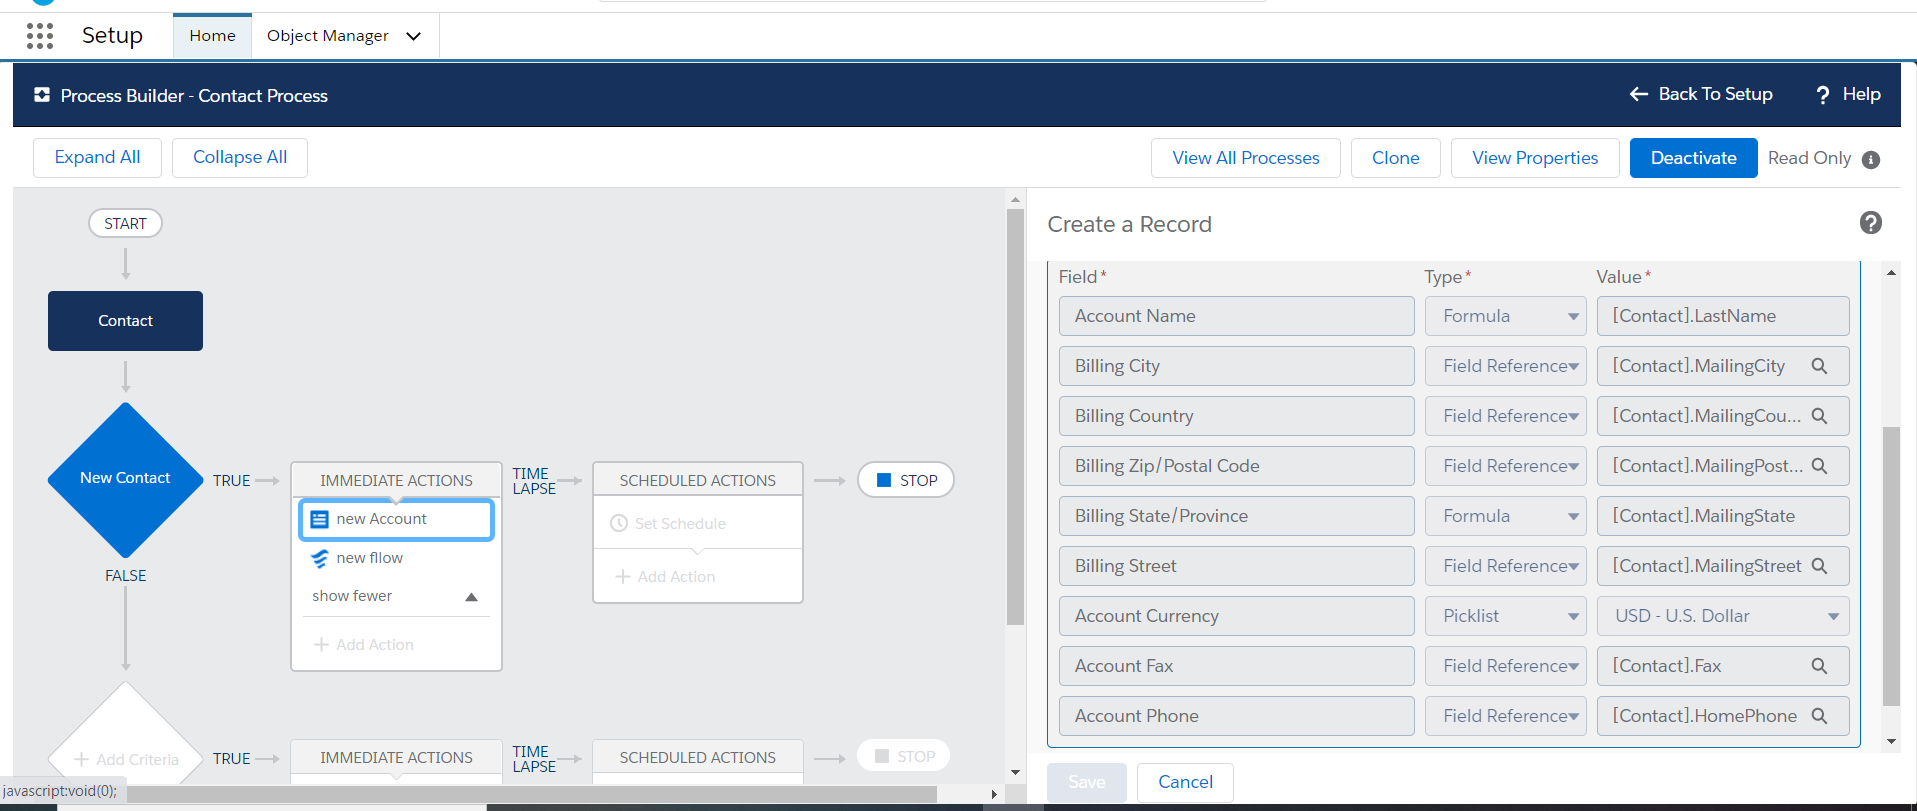 Setup
Home
Object Manager
Process Builder - Contact Process
Back To Setup
? Help
Expand All
Collapse All
View All Processes
Clone
View Properties
Deactivate
Read Only
START
Contact
New Contact
TRUE
FALSE
IMMEDIATE ACTIONS
new Account
new fllow
show fewer
+ Add Action
TIME
LAPSE
SCHEDULED ACTIONS
Set Schedule
+ Add Action
STOP
+ Add Criteria
TRUE
IMMEDIATE ACTIONS
TIME
LAPSE
SCHEDULED ACTIONS
STOP
javascript:void(0);
Create a Record
Field* Type* Value*
Account Name Formula [Contact].LastName
Billing City Field Reference [Contact].MailingCity
Billing Country Field Reference [Contact].MailingCou...
Billing Zip/Postal Code Field Reference [Contact].MailingPost...
Billing State/Province Formula [Contact].MailingState
Billing Street Field Reference [Contact].MailingStreet
Account Currency Picklist USD - U.S. Dollar
Account Fax Field Reference [Contact].Fax
Account Phone Field Reference [Contact].HomePhone
Save
Cancel